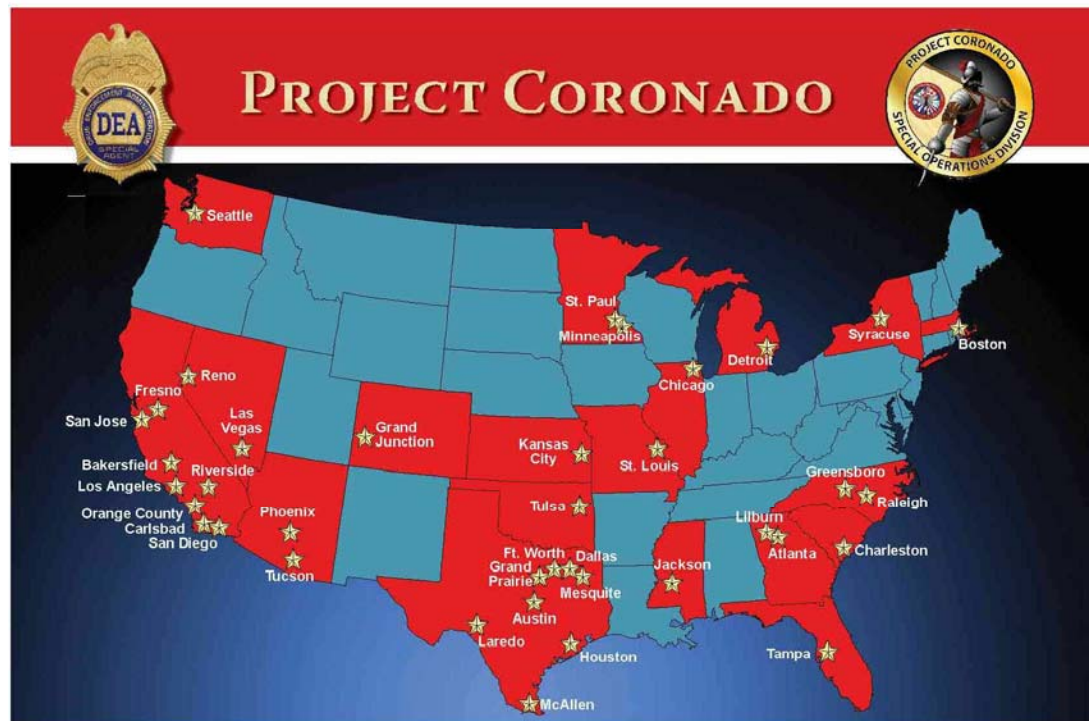 PROJECT CORONADO
DRUG ENFORCEMENT ADMINISTRATION
DEA
SPECIAL
AGENT
PROJECT CORONADO
SPECIAL OPERATIONS DIVISION
Seattle
St. Paul
Minneapolis
Syracuse
Boston
Detroit
Chicago
Reno
Fresno
San Jose
Las
Vegas
Grand
Junction
Kansas
City
St. Louis
Bakersfield
Riverside
Los Angeles
Greensboro
Raleigh
Orange County
Carlsbad
San Diego
Phoenix
Tucson
Tulsa
Lilburn
Atlanta
Charleston
Ft. Worth
Dallas
Grand
Prairie
Mesquite
Jackson
Austin
Laredo
Houston
Tampa
McAllen